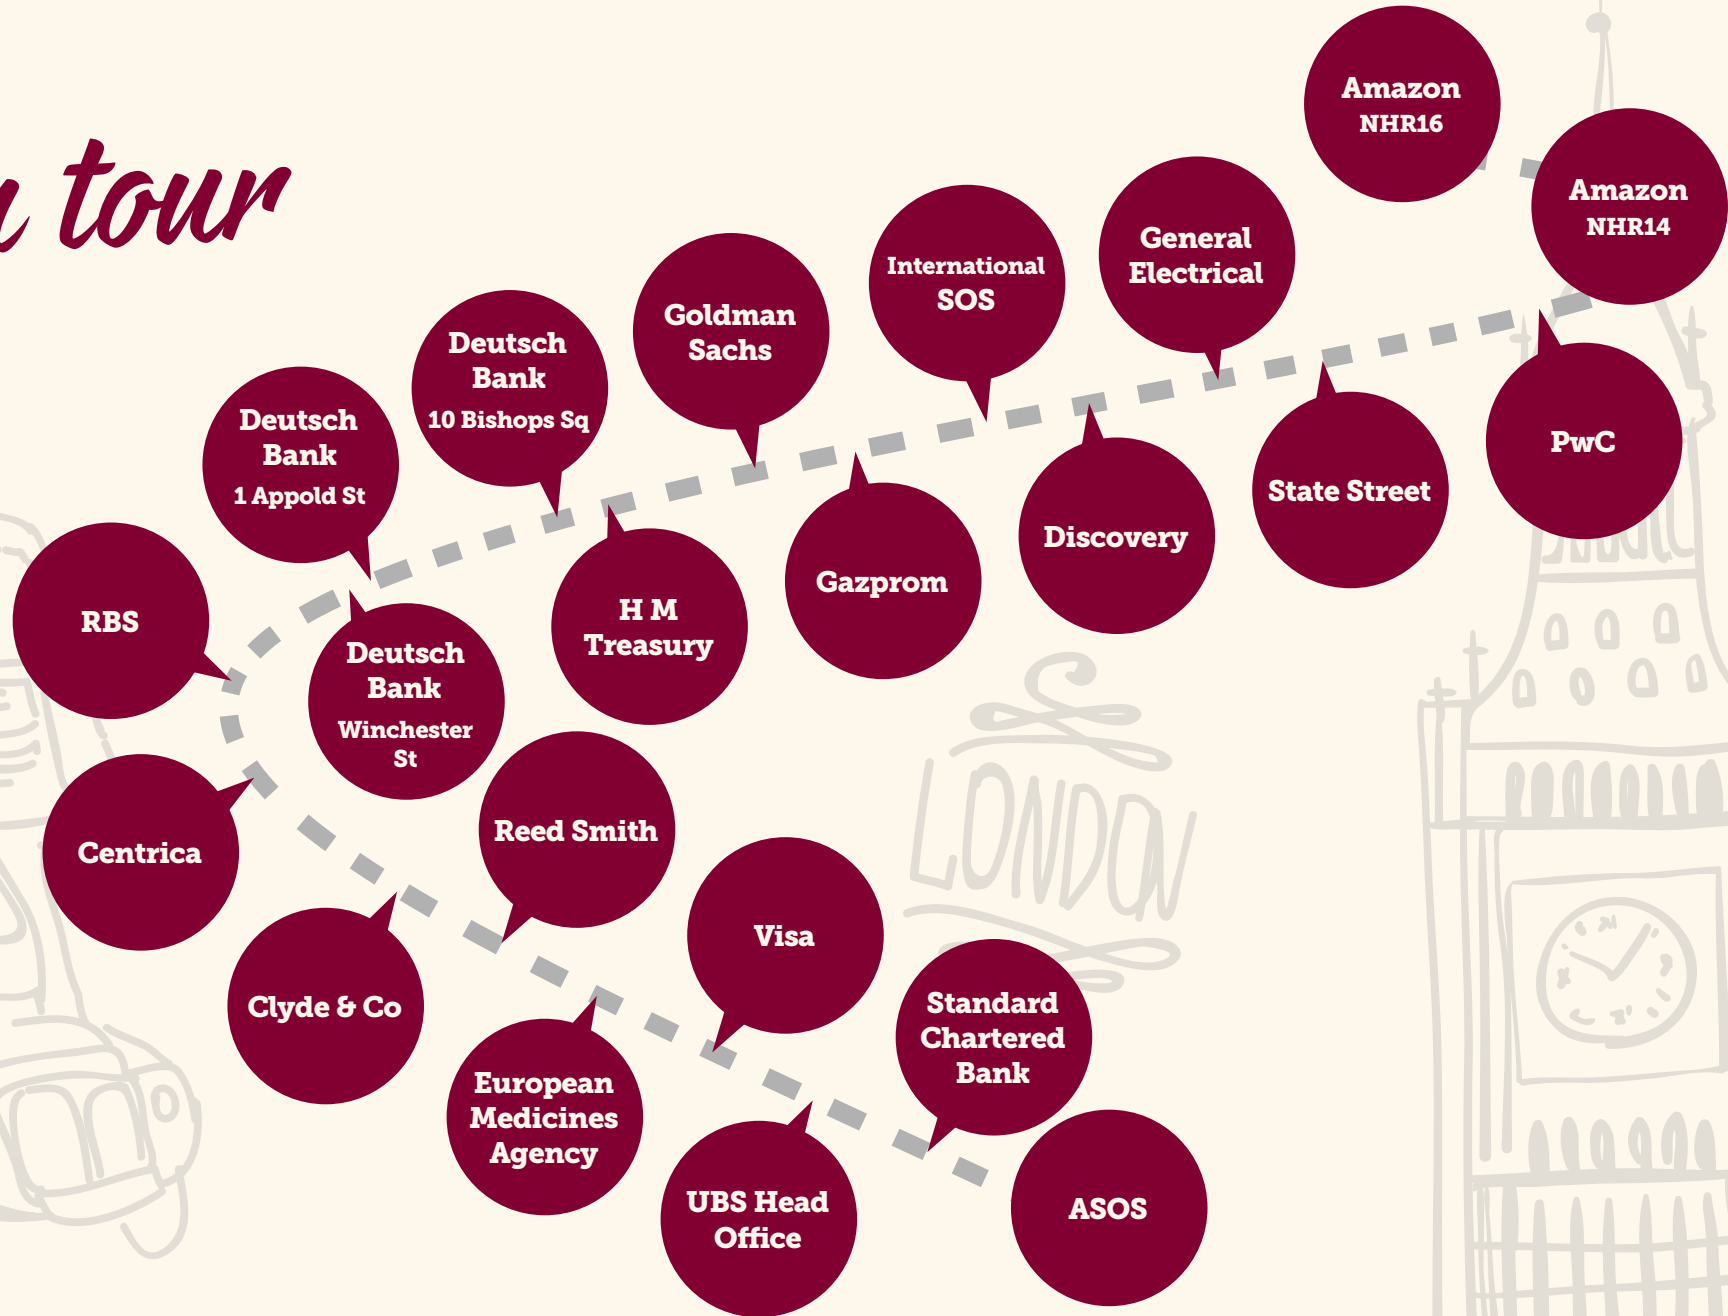 tour
Amazon
NHR16
Amazon
NHR14
General
Electrical
International
SOS
Goldman
Sachs
Deutsch
Bank
10 Bishops Sq
Deutsch
Bank
1 Appold St
PwC
State Street
Discovery
Gazprom
H M
Treasury
RBS
Deutsch
Bank
Winchester
St
Centrica
Reed Smith
Clyde & Co
Visa
European
Medicines
Agency
Standard
Chartered
Bank
UBS Head
Office
ASOS
LONDON